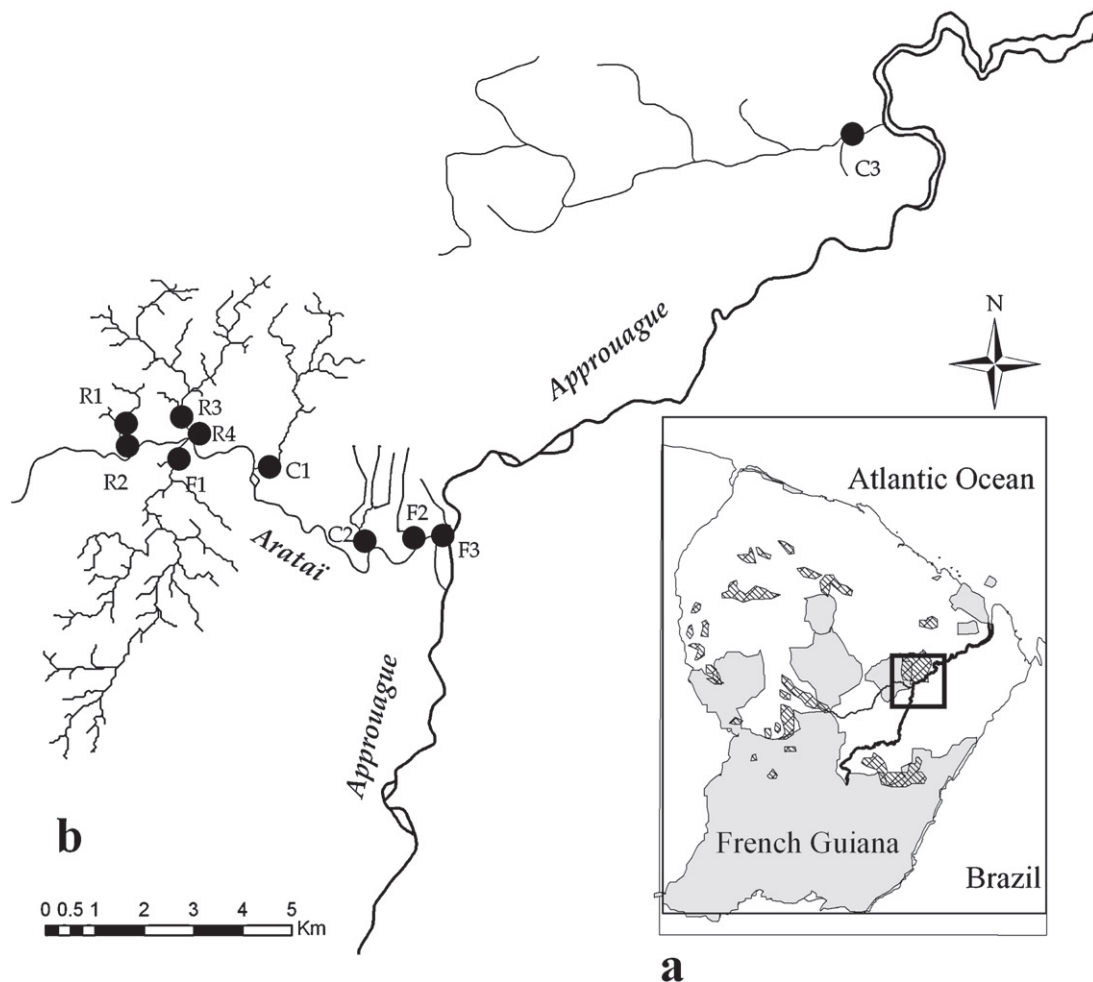 C3
N
Approuague
R1
R3
R4
R2
F1
C1
Arataï
C2
F2
F3
Approuague
Atlantic Ocean
French Guiana
Brazil
b
0 0.5 1 2 3 4 5
Km
a